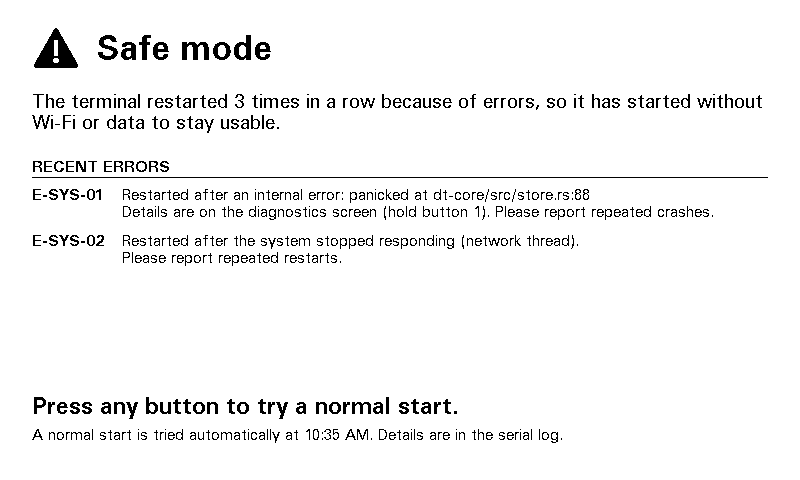 Safe mode
The terminal restarted 3 times in a row because of errors, so it has started without
Wi-Fi or data to stay usable.
RECENT ERRORS
E-SYS-01 Restarted after an internal error: panicked at dt-core/src/store.rs:88
Details are on the diagnostics screen (hold button 1). Please report repeated crashes.
E-SYS-02 Restarted after the system stopped responding (network thread).
Please report repeated restarts.
Press any button to try a normal start.
A normal start is tried automatically at 10:35 AM. Details are in the serial log.